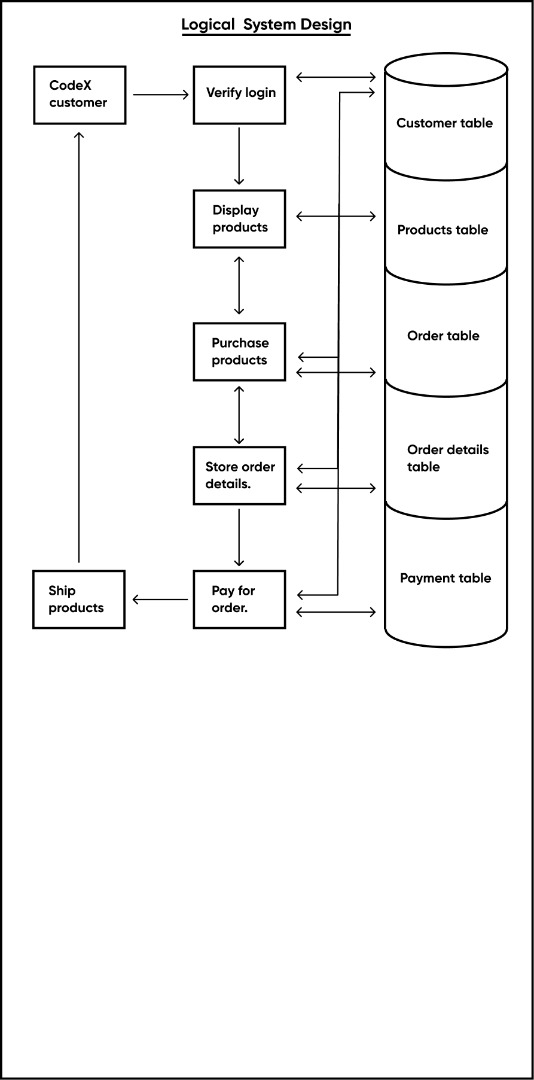 Logical System Design
CodeX
customer
Verify login
Customer table
Display
products
Products table
Purchase
products
Order table
Store order
details.
Order details
table
Ship
products
Pay for
order.
Payment table